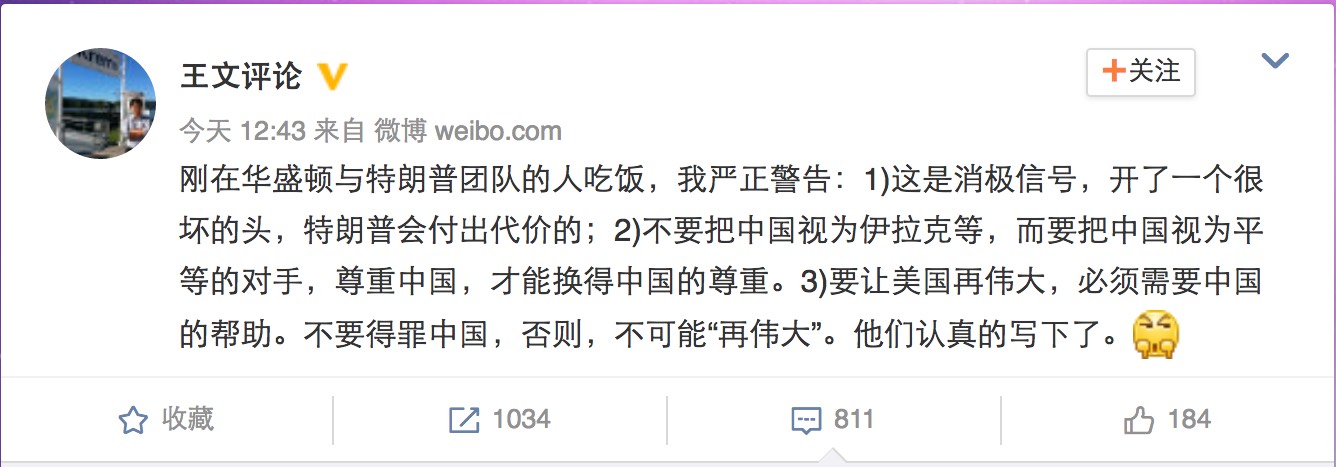 王文评论
关注
今天 12:43 来自 微博 weibo.com
刚在华盛顿与特朗普团队的人吃饭，我严正警告：1)这是消极信号，开了一个很
坏的头，特朗普会付出代价的；2)不要把中国视为伊拉克等，而要把中国视为平
等的对手，尊重中国，才能换得中国的尊重。3)要让美国再伟大，必须需要中国
的帮助。不要得罪中国，否则，不可能“再伟大”。他们认真的写下了。
收藏
1034
811
184